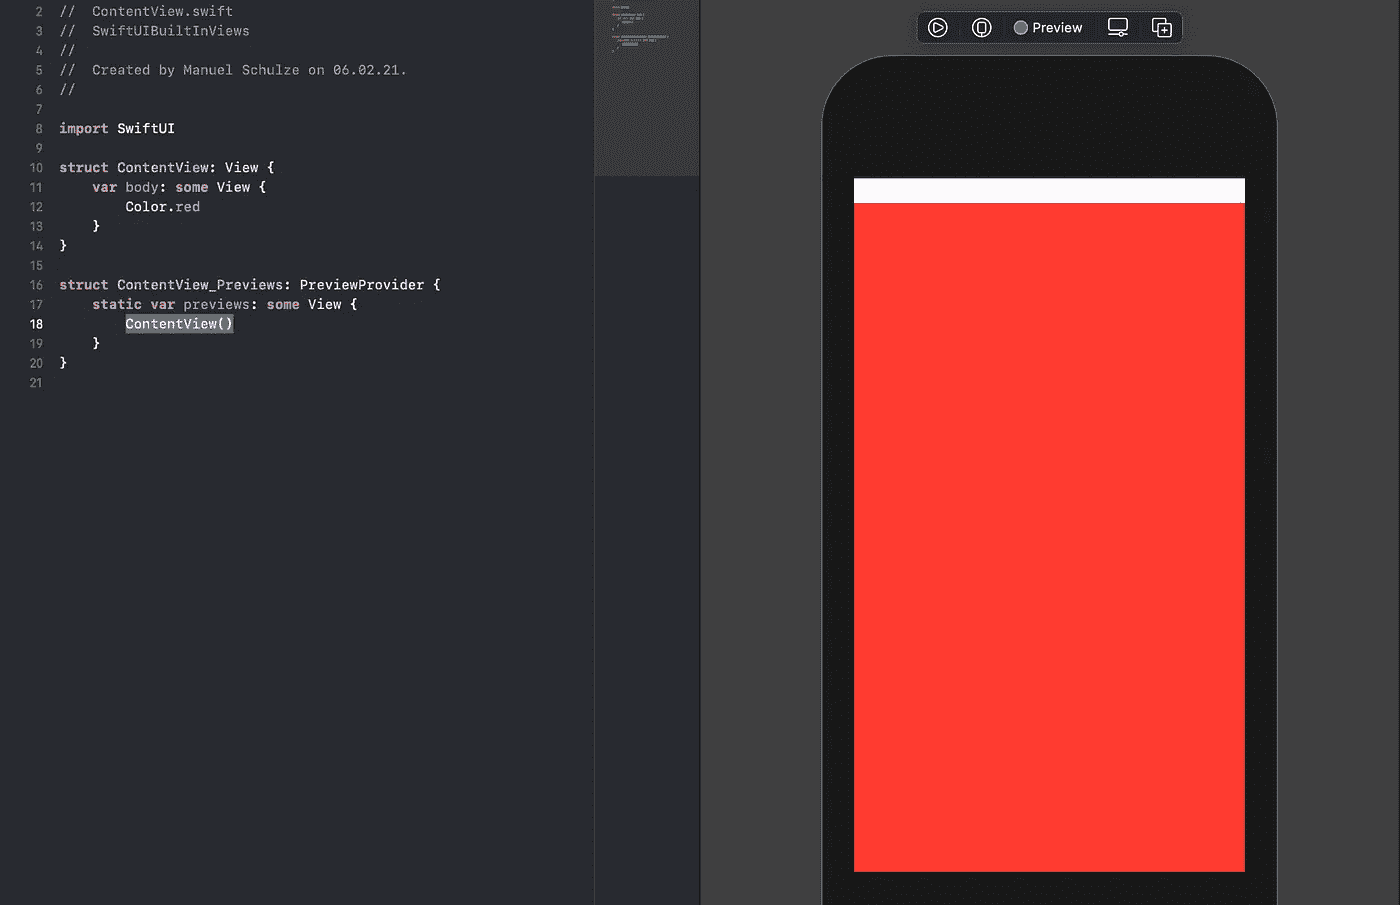 2 //  ContentView.swift
3 //  SwiftUIBuiltInViews
4 //
5 //  Created by Manuel Schulze on 06.02.21.
6 //
7
8 import SwiftUI
9
10 struct ContentView: View {
11     var body: some View {
12         Color.red
13     }
14 }
15
16 struct ContentView_Previews: PreviewProvider {
17     static var previews: some View {
18         ContentView()
19     }
20 }
21
Preview